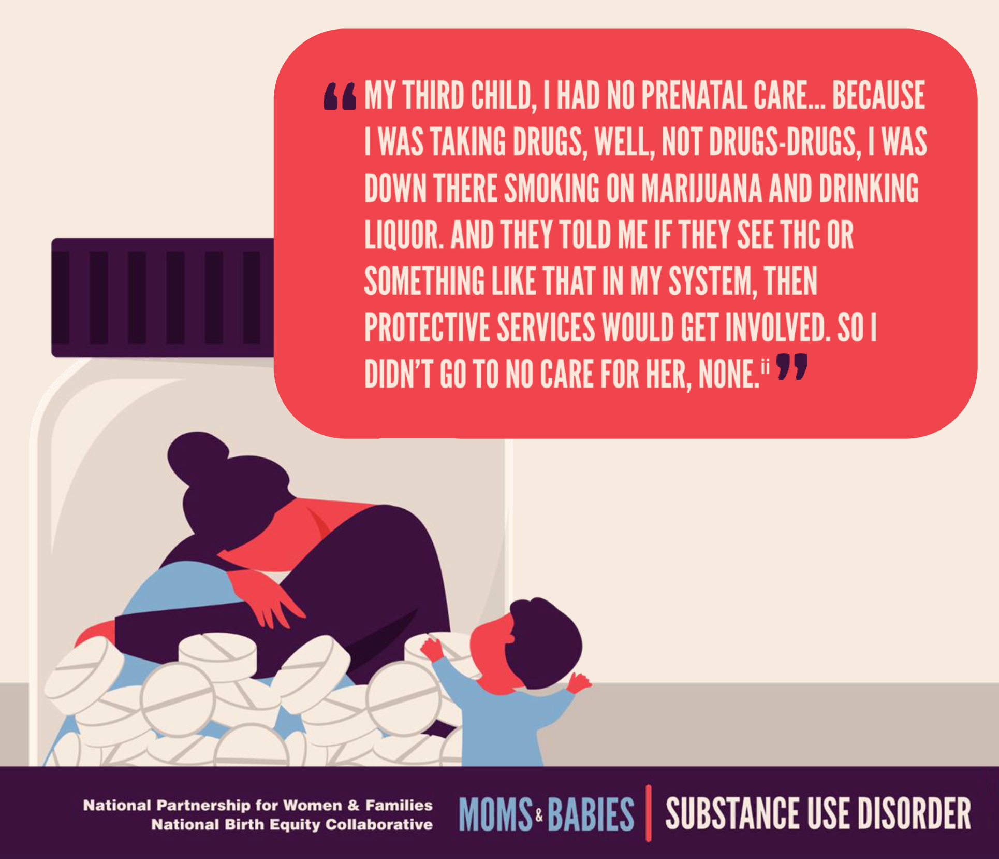 “MY THIRD CHILD, I HAD NO PRENATAL CARE... BECAUSE
I WAS TAKING DRUGS, WELL, NOT DRUGS-DRUGS, I WAS
DOWN THERE SMOKING ON MARIJUANA AND DRINKING
LIQUOR. AND THEY TOLD ME IF THEY SEE THC OR
SOMETHING LIKE THAT IN MY SYSTEM, THEN
PROTECTIVE SERVICES WOULD GET INVOLVED. SO I
DIDN’T GO TO NO CARE FOR HER, NONE.ii”
National Partnership for Women & Families
National Birth Equity Collaborative
MOMS & BABIES | SUBSTANCE USE DISORDER